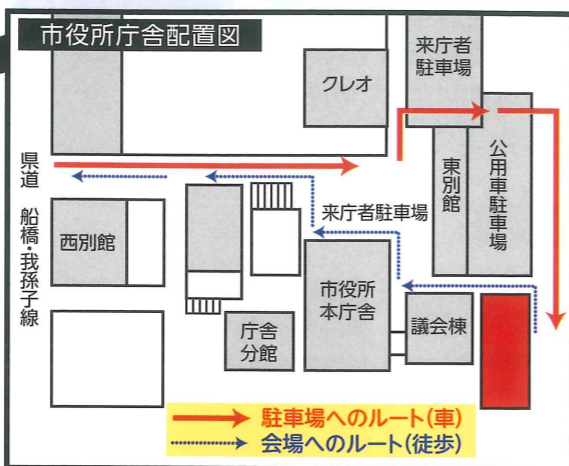 市役所庁舎配置図
来庁者
駐車場
クレオ
県道 船橋・我孫子線
東別館
公用車駐車場
来庁者駐車場
西別館
市役所
本庁舎
議会棟
庁舎
分館
駐車場へのルート(車)
会場へのルート(徒歩)